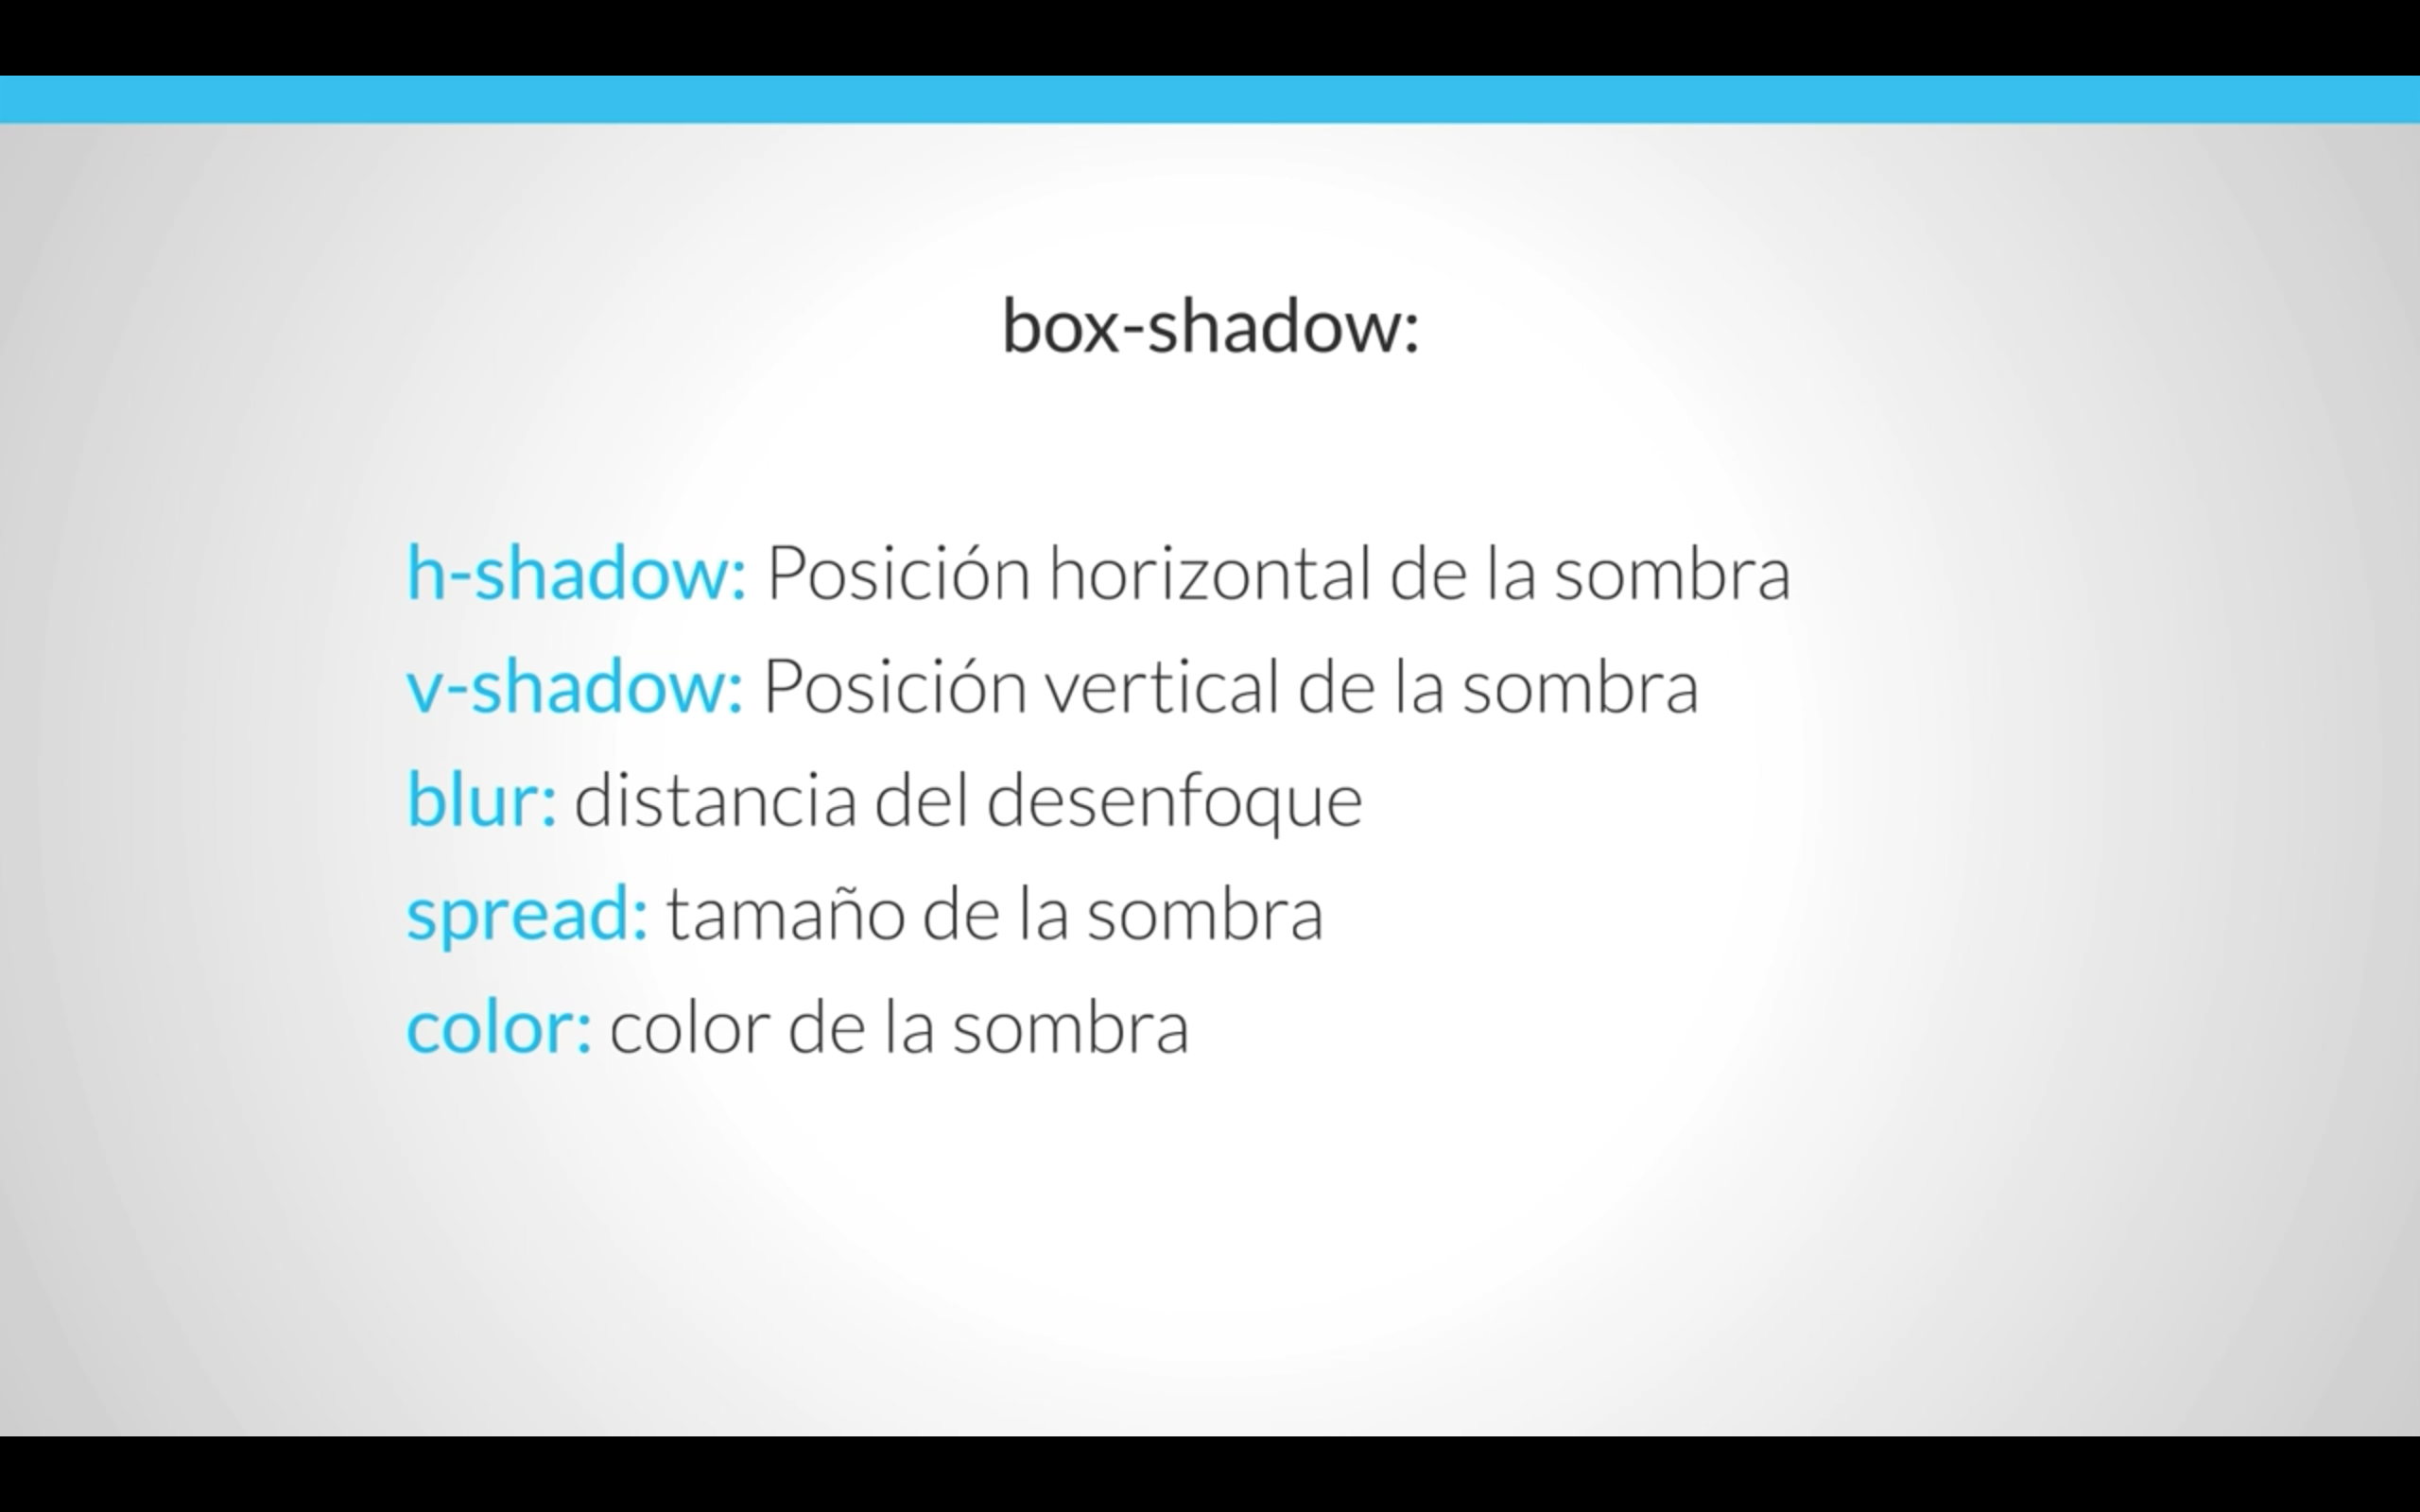 box-shadow:
h-shadow: Posición horizontal de la sombra
v-shadow: Posición vertical de la sombra
blur: distancia del desenfoque
spread: tamaño de la sombra
color: color de la sombra